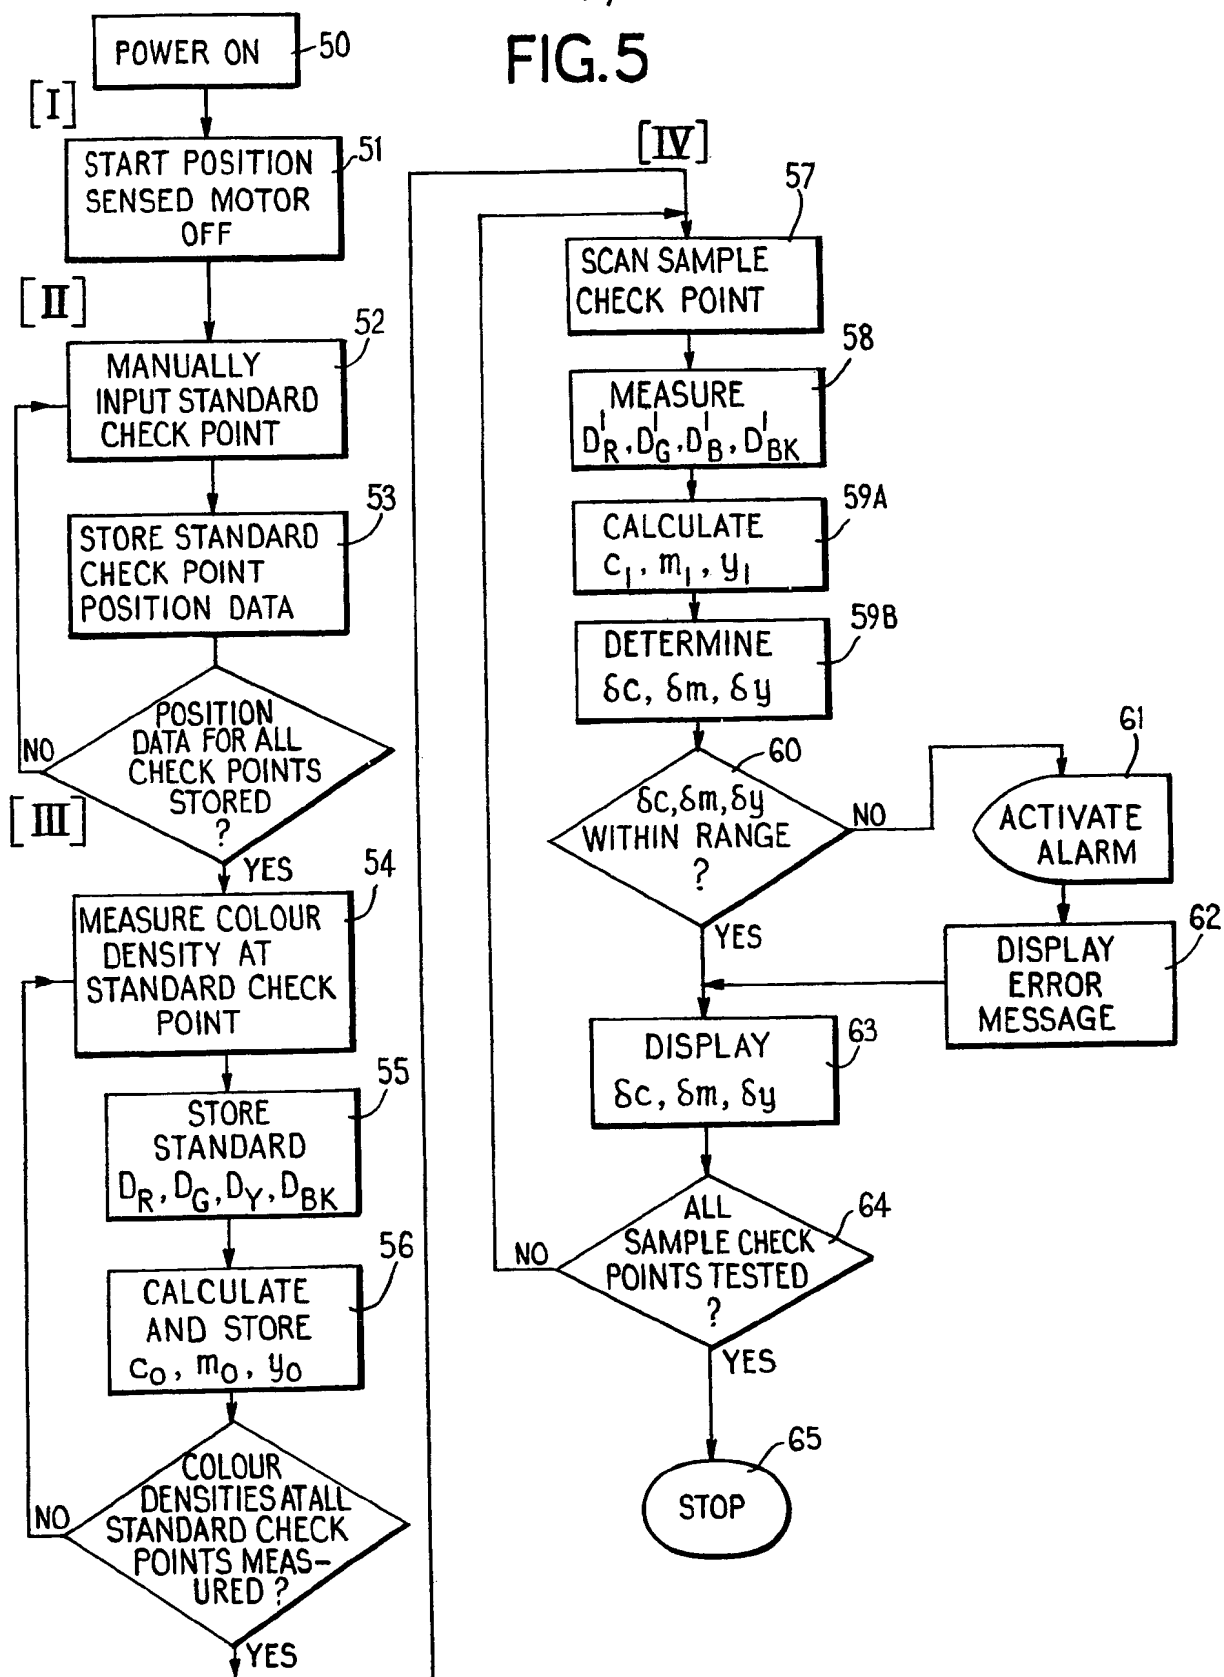 FIG.5
POWER ON
50
[I]
START POSITION
SENSED MOTOR
OFF
51
[II]
MANUALLY
INPUT STANDARD
CHECK POINT
52
STORE STANDARD
CHECK POINT
POSITION DATA
53
POSITION
DATA FOR ALL
CHECK POINTS
STORED
?
NO
YES
[III]
MEASURE COLOUR
DENSITY AT
STANDARD CHECK
POINT
54
STORE
STANDARD
D_R, D_G, D_Y, D_BK
55
CALCULATE
AND STORE
c_0, m_0, y_0
56
COLOUR
DENSITIES AT ALL
STANDARD CHECK
POINTS MEAS-
URED ?
NO
YES
[IV]
SCAN SAMPLE
CHECK POINT
57
MEASURE
D'_R, D'_G, D'_B, D'_BK
58
CALCULATE
c_1, m_1, y_1
59A
DETERMINE
δc, δm, δy
59B
δc, δm, δy
WITHIN RANGE
?
60
NO
YES
ACTIVATE
ALARM
61
DISPLAY
ERROR
MESSAGE
62
DISPLAY
δc, δm, δy
63
ALL
SAMPLE CHECK
POINTS TESTED
?
64
NO
YES
STOP
65